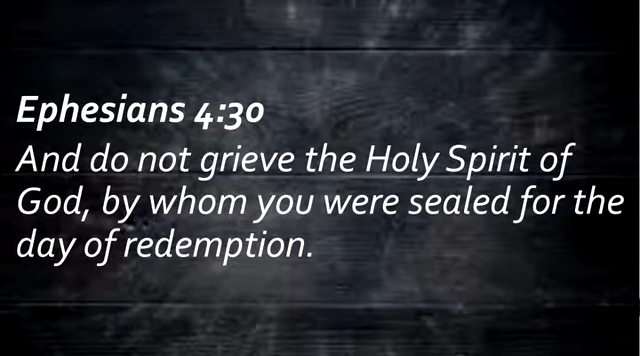 Ephesians 4:30
And do not grieve the Holy Spirit of
God, by whom you were sealed for the
day of redemption.